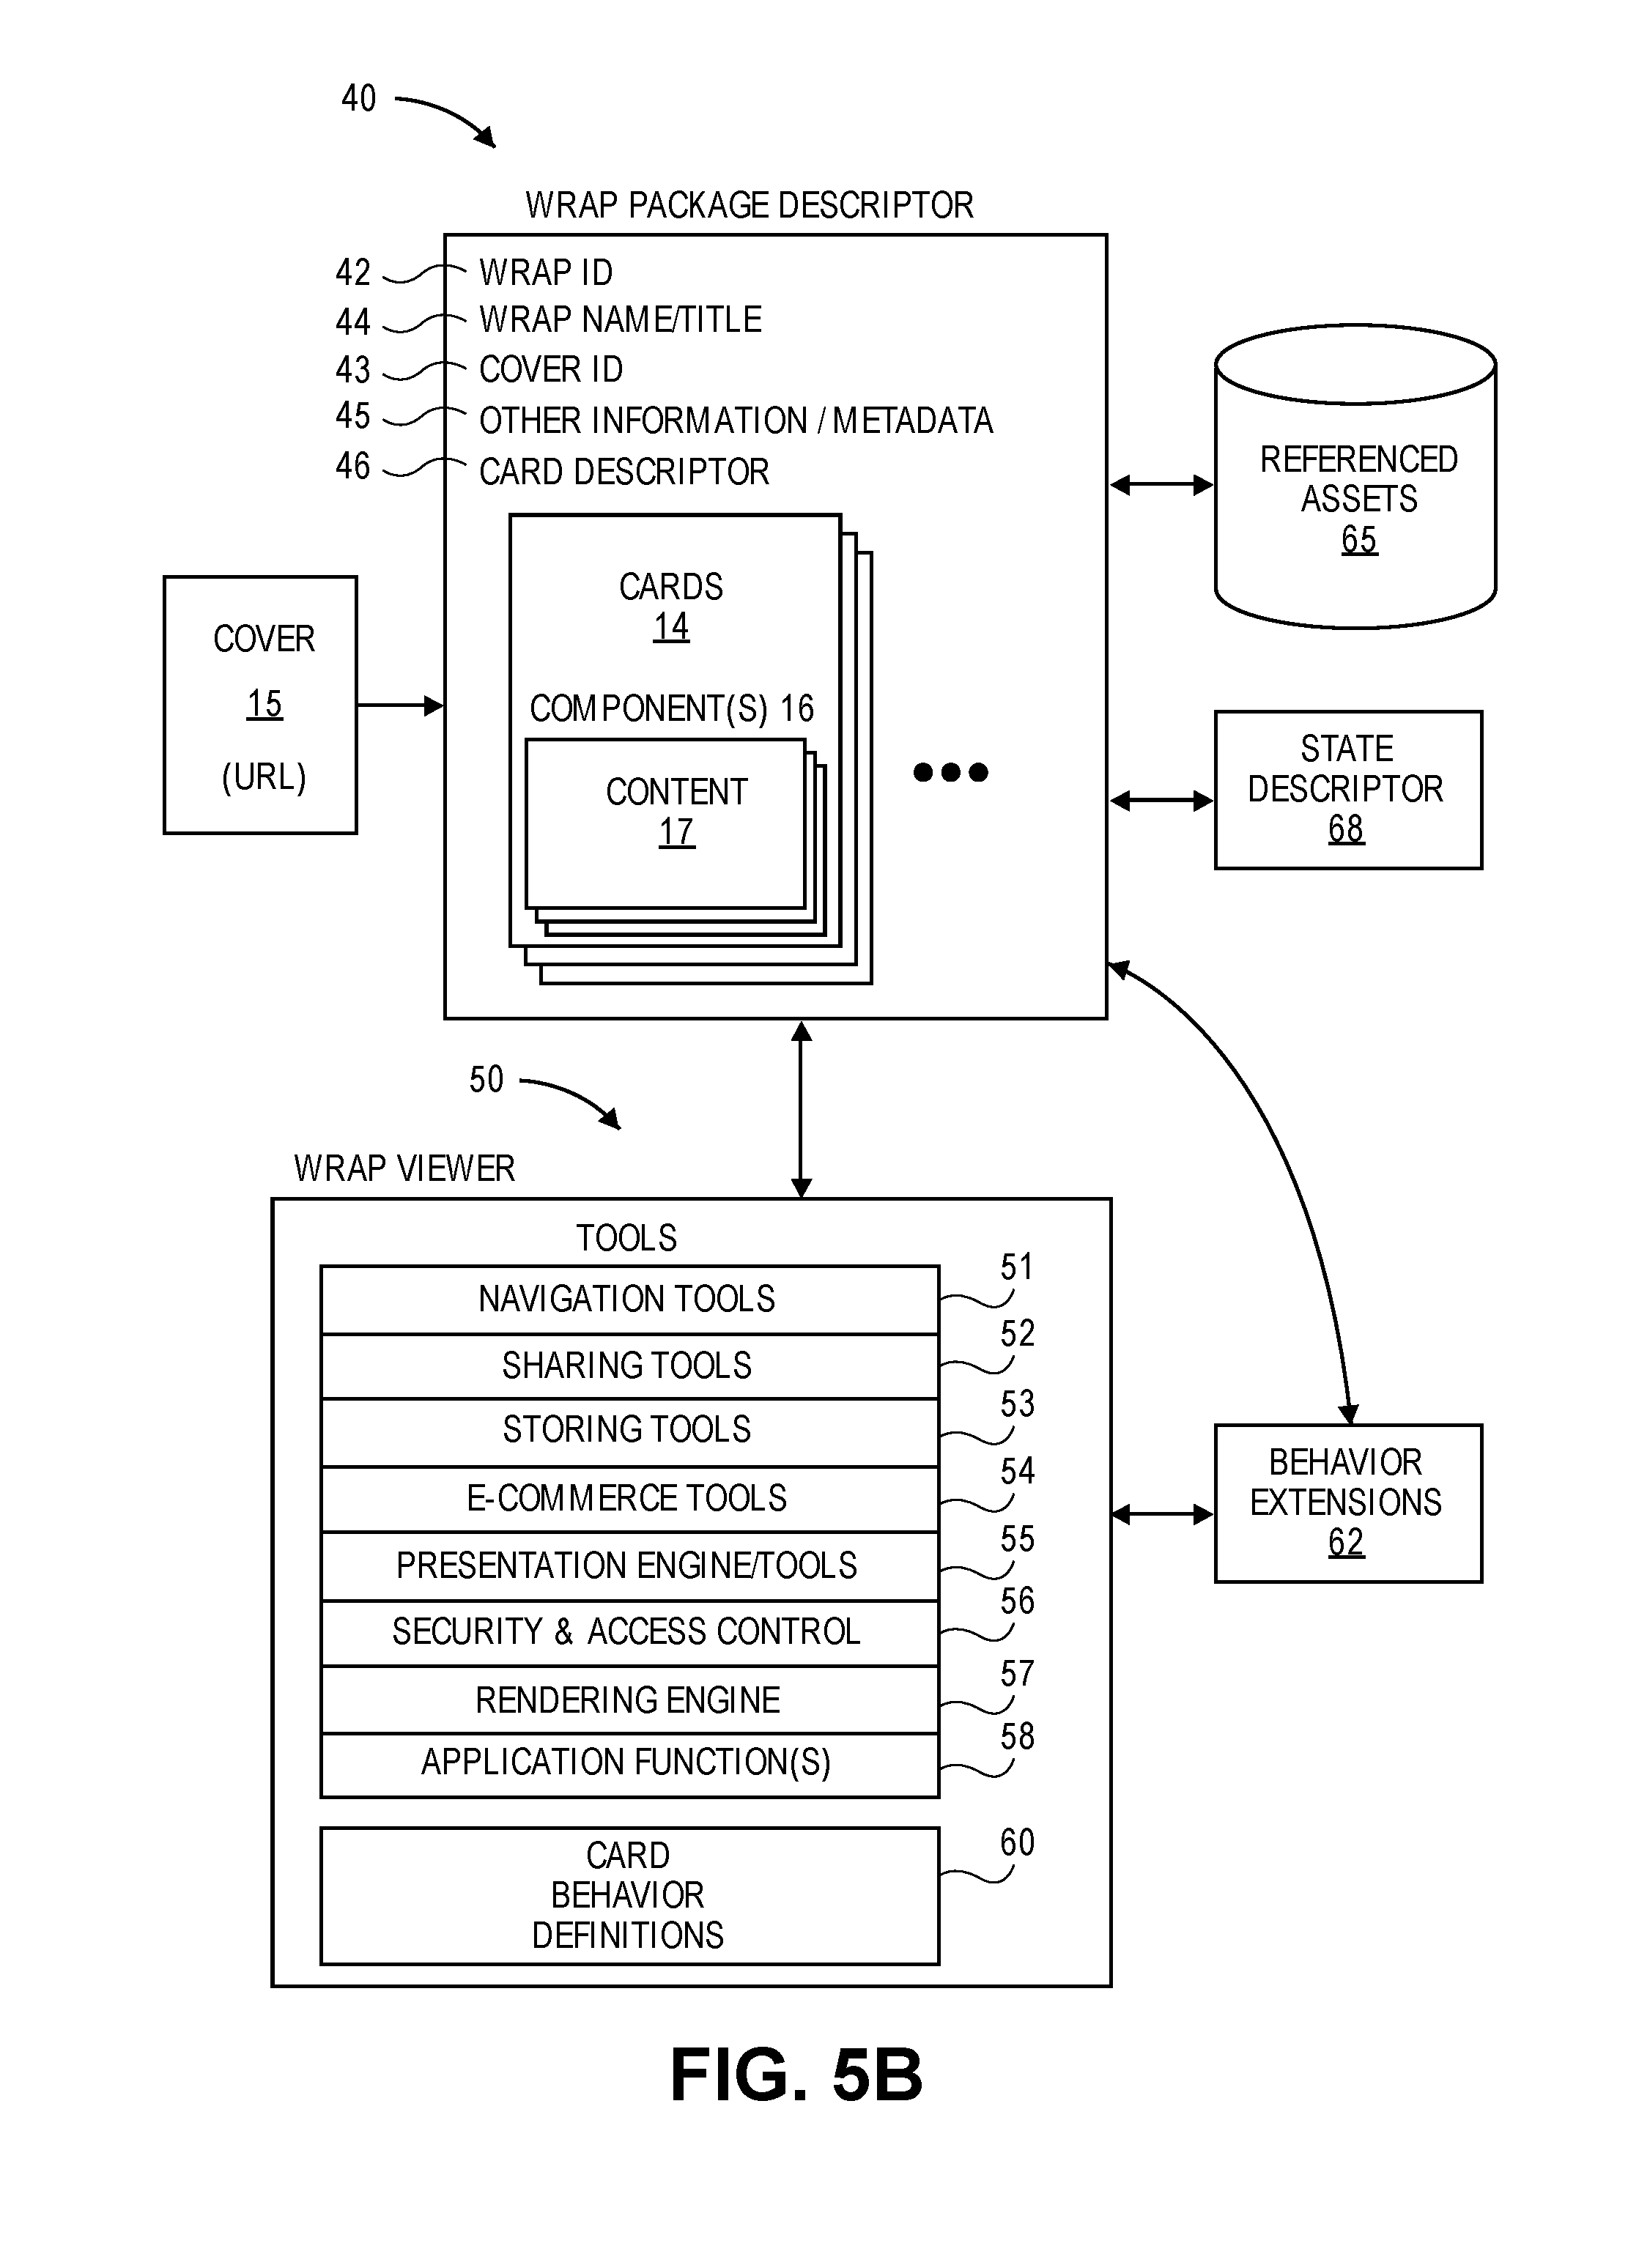 40
WRAP PACKAGE DESCRIPTOR
42 WRAP ID
44 WRAP NAME/TITLE
43 COVER ID
45 OTHER INFORMATION / METADATA
46 CARD DESCRIPTOR
CARDS
14
COMPONENT(S) 16
CONTENT
17
COVER
15
(URL)
REFERENCED
ASSETS
65
STATE
DESCRIPTOR
68
50
WRAP VIEWER
TOOLS
NAVIGATION TOOLS 51
SHARING TOOLS 52
STORING TOOLS 53
E-COMMERCE TOOLS 54
PRESENTATION ENGINE/TOOLS 55
SECURITY & ACCESS CONTROL 56
RENDERING ENGINE 57
APPLICATION FUNCTION(S) 58
CARD
BEHAVIOR
DEFINITIONS
60
BEHAVIOR
EXTENSIONS
62
FIG. 5B